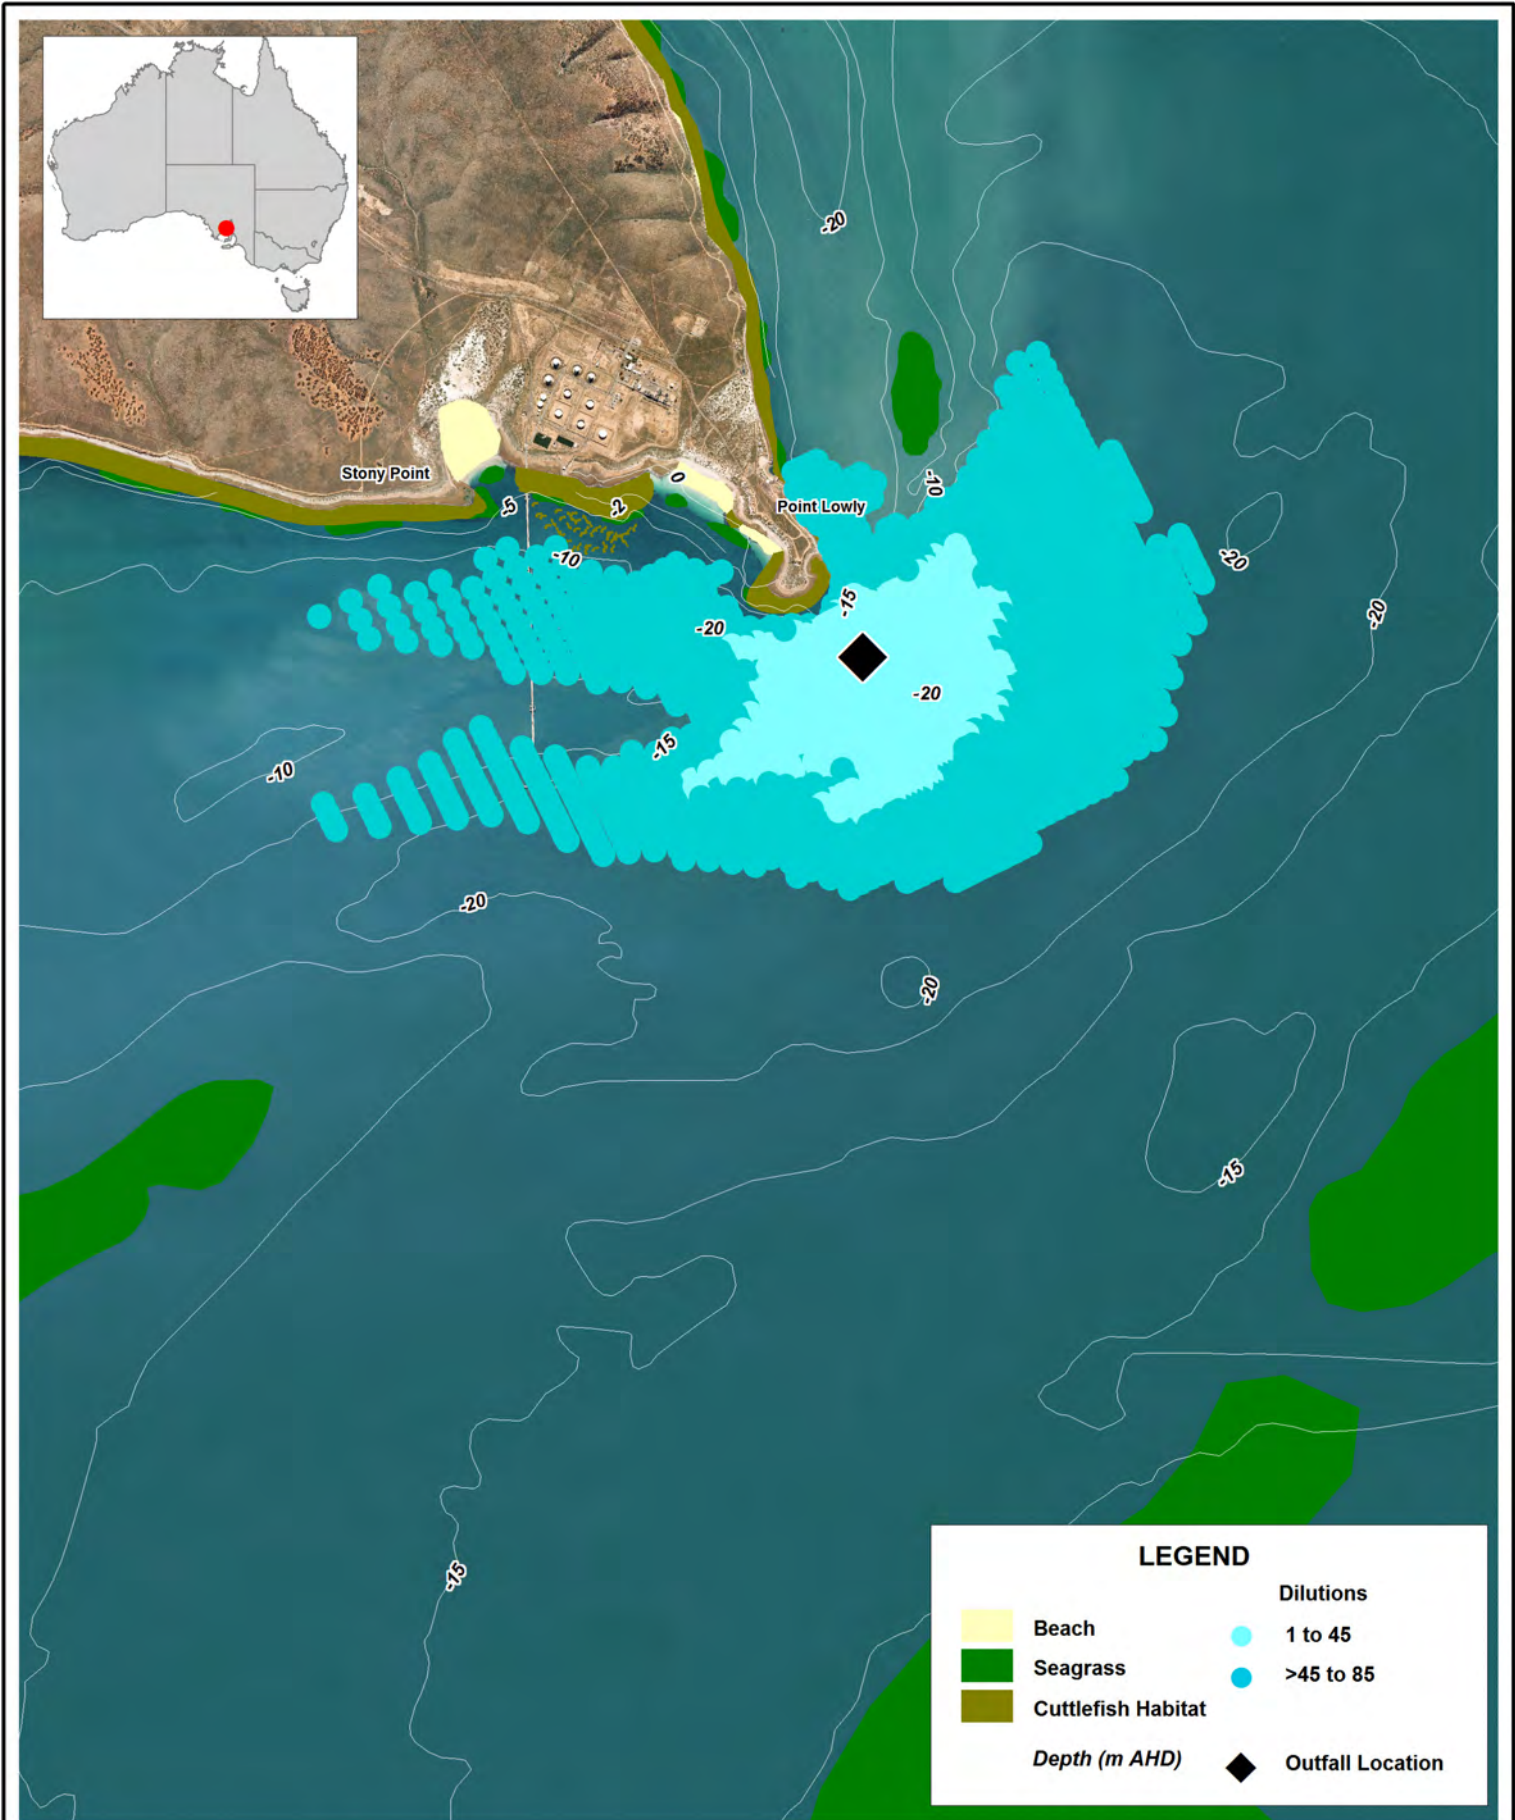 -20
Stony Point
0
-10
-5
-2
Point Lowly
-10
-20
-15
-20
-20
-20
-15
-10
-20
-20
-15
-15
LEGEND
Dilutions
Beach
1 to 45
Seagrass
>45 to 85
Cuttlefish Habitat
Depth (m AHD)
Outfall Location